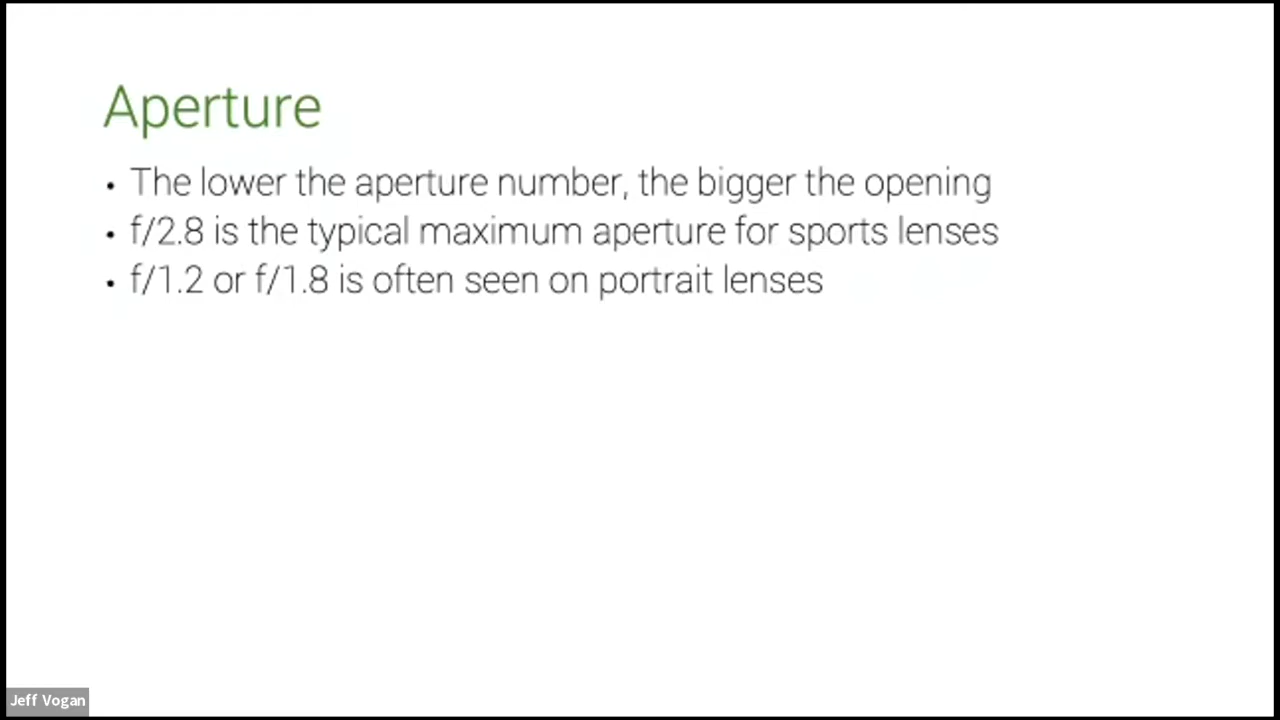 Aperture
• The lower the aperture number, the bigger the opening
• f/2.8 is the typical maximum aperture for sports lenses
• f/1.2 or f/1.8 is often seen on portrait lenses
Jeff Vogan